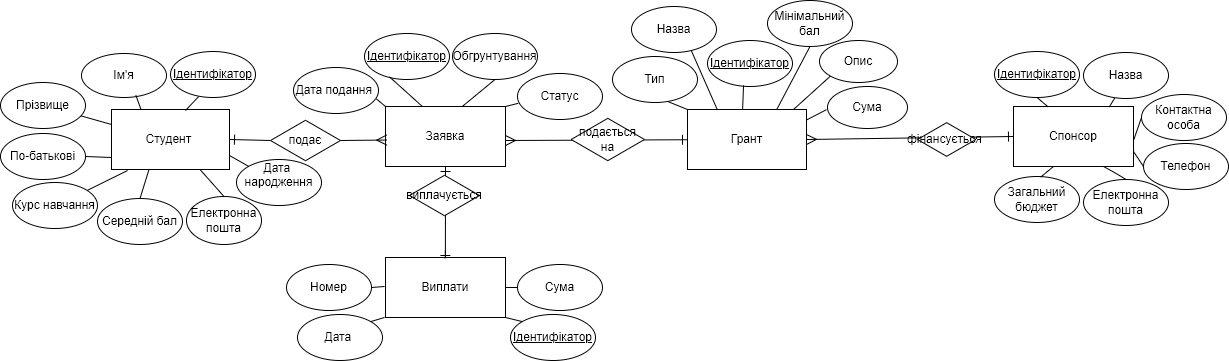 Ім'я
Ідентифікатор
Прізвище
Студент
По-батькові
Дата
народження
Курс навчання
Середній бал
Електронна
пошта
подає
Дата подання
Ідентифікатор
Обгрунтування
Статус
Заявка
виплачується
Номер
Виплати
Сума
Дата
Ідентифікатор
подається
на
Тип
Назва
Ідентифікатор
Мінімальний
бал
Опис
Сума
Грант
фінансується
Ідентифікатор
Назва
Контактна
особа
Спонсор
Телефон
Загальний
бюджет
Електронна
пошта